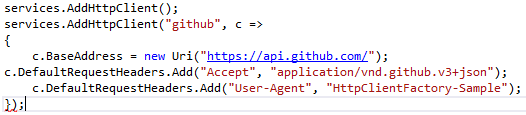 services.AddHttpClient();
services.AddHttpClient("github", c =>
{
    c.BaseAddress = new Uri("https://api.github.com/");
c.DefaultRequestHeaders.Add("Accept", "application/vnd.github.v3+json");
    c.DefaultRequestHeaders.Add("User-Agent", "HttpClientFactory-Sample");
});